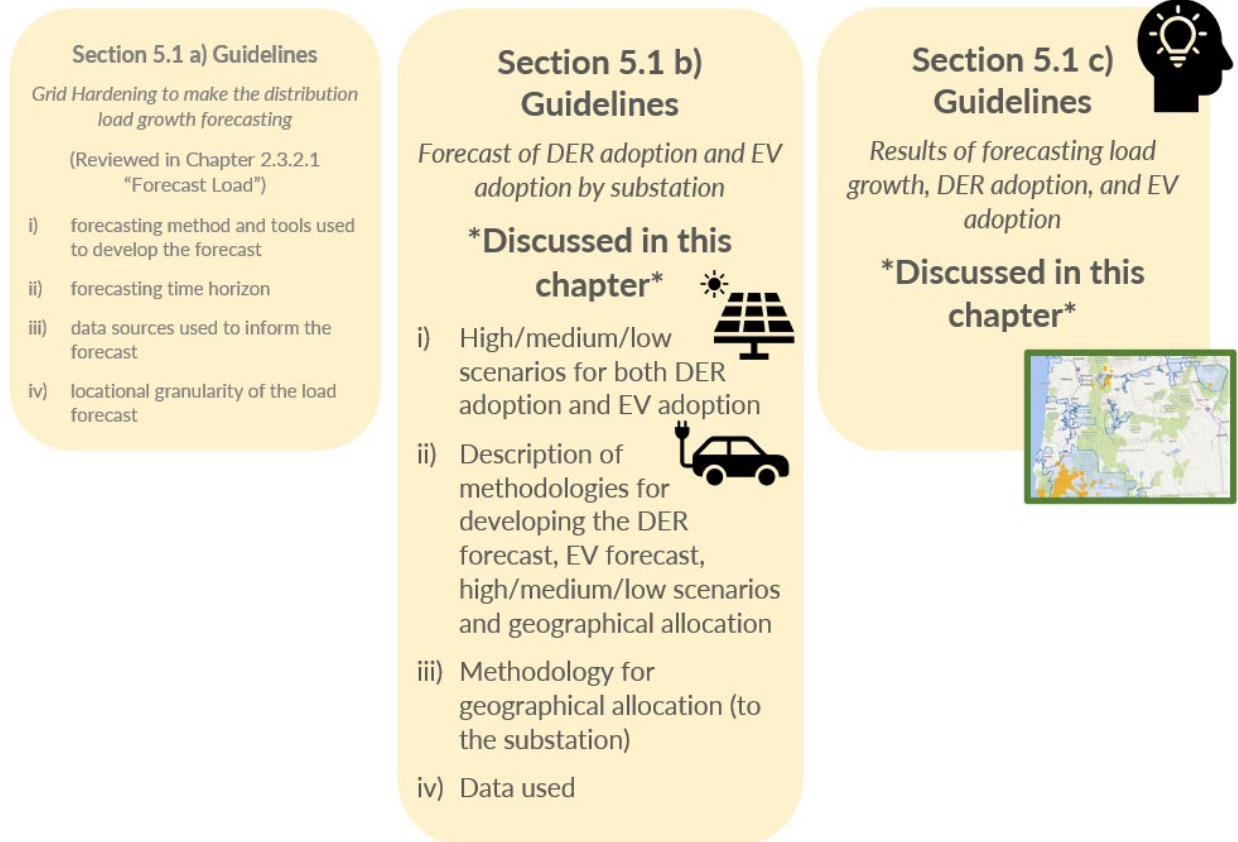 Section 5.1 a) Guidelines
Grid Hardening to make the distribution
load growth forecasting
(Reviewed in Chapter 2.3.2.1
“Forecast Load”)
i) forecasting method and tools used
to develop the forecast
ii) forecasting time horizon
iii) data sources used to inform the
forecast
iv) locational granularity of the load
forecast
Section 5.1 b)
Guidelines
Forecast of DER adoption and EV
adoption by substation
*Discussed in this
chapter*
i) High/medium/low
scenarios for both DER
adoption and EV adoption
ii) Description of
methodologies for
developing the DER
forecast, EV forecast,
high/medium/low scenarios
and geographical allocation
iii) Methodology for
geographical allocation (to
the substation)
iv) Data used
Section 5.1 c)
Guidelines
Results of forecasting load
growth, DER adoption, and EV
adoption
*Discussed in this
chapter*